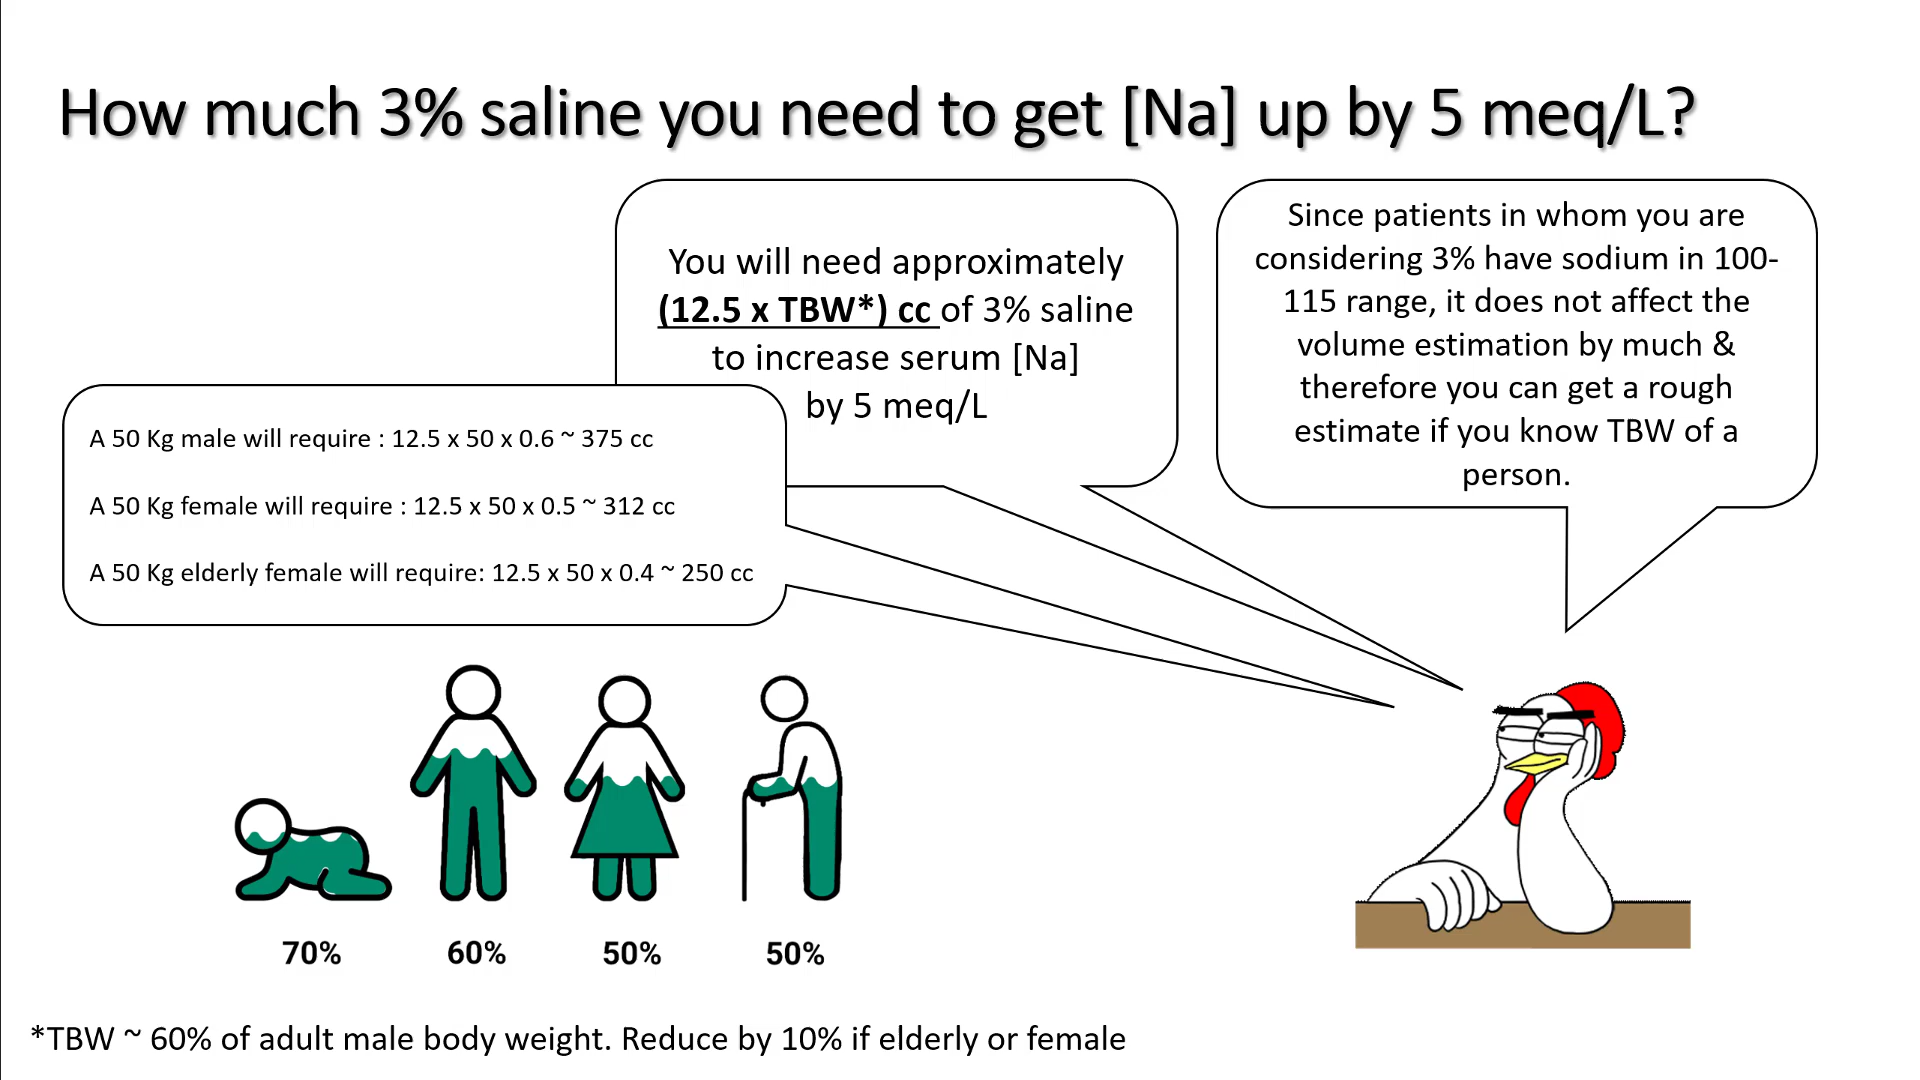 How much 3% saline you need to get [Na] up by 5 meq/L?
You will need approximately
(12.5 x TBW*) cc of 3% saline
to increase serum [Na]
by 5 meq/L
Since patients in whom you are
considering 3% have sodium in 100-
115 range, it does not affect the
volume estimation by much &
therefore you can get a rough
estimate if you know TBW of a
person.
A 50 Kg male will require : 12.5 x 50 x 0.6 ~ 375 cc
A 50 Kg female will require : 12.5 x 50 x 0.5 ~ 312 cc
A 50 Kg elderly female will require: 12.5 x 50 x 0.4 ~ 250 cc
70% 60% 50% 50%
*TBW ~ 60% of adult male body weight. Reduce by 10% if elderly or female